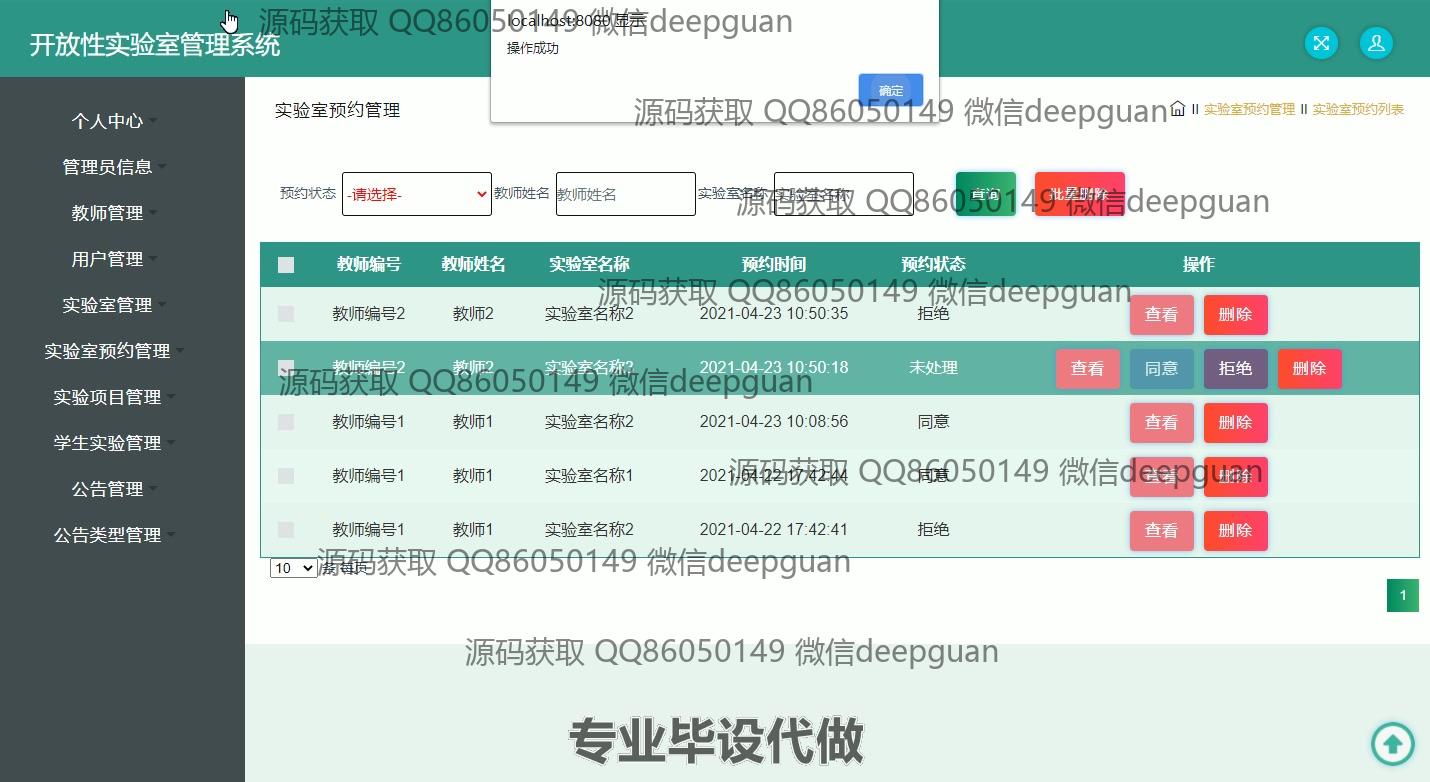 localhost:8080 显示
操作成功
确定
源码获取 QQ86050149 微信deepguan
开放性实验室管理系统
个人中心
管理员信息
教师管理
用户管理
实验室管理
实验室预约管理
实验项目管理
学生实验管理
公告管理
公告类型管理
实验室预约管理
源码获取 QQ86050149 微信deepguan
II 实验室预约管理 II 实验室预约列表
预约状态 -请选择- 教师姓名 教师姓名 实验室名称 实验室名称 查询 批量删除
源码获取 QQ86050149 微信deepguan
教师编号 教师姓名 实验室名称 预约时间 预约状态 操作
源码获取 QQ86050149 微信deepguan
教师编号2 教师2 实验室名称2 2021-04-23 10:50:35 拒绝 查看 删除
教师编号2 教师2 实验室名称2 2021-04-23 10:50:18 未处理 查看 同意 拒绝 删除
源码获取 QQ86050149 微信deepguan
教师编号1 教师1 实验室名称2 2021-04-23 10:08:56 同意 查看 删除
教师编号1 教师1 实验室名称1 2021-04-22 17:42:44 同意 查看 删除
源码获取 QQ86050149 微信deepguan
教师编号1 教师1 实验室名称2 2021-04-22 17:42:41 拒绝 查看 删除
10 条 每页
源码获取 QQ86050149 微信deepguan
1
源码获取 QQ86050149 微信deepguan
专业毕设代做